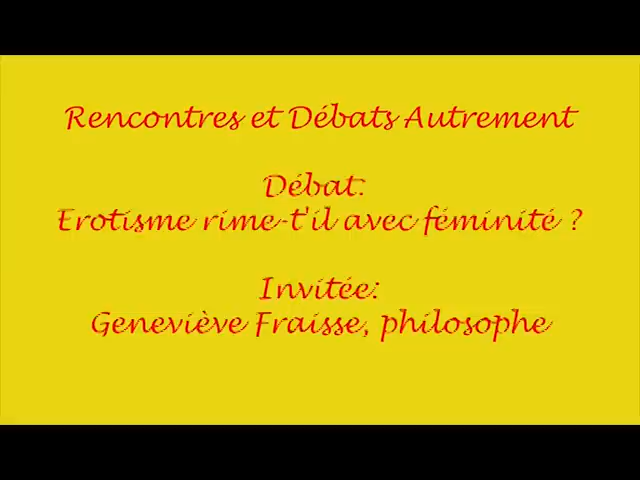 Rencontres et Débats Autrement
Débat:
Erotisme rime-t'il avec féminité ?
Invitée:
Geneviève Fraisse, philosophe